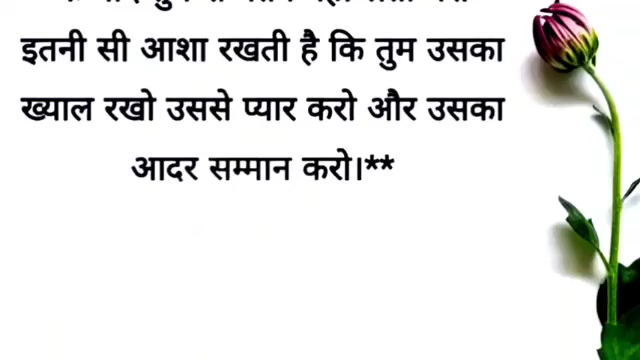 इतनी सी आशा रखती है कि तुम उसका
ख्याल रखो उससे प्यार करो और उसका
आदर सम्मान करो।**